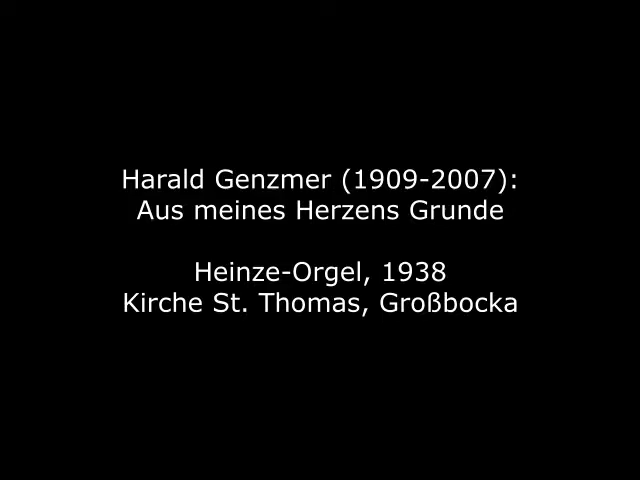 Harald Genzmer (1909-2007):
Aus meines Herzens Grunde
Heinze-Orgel, 1938
Kirche St. Thomas, Großbocka